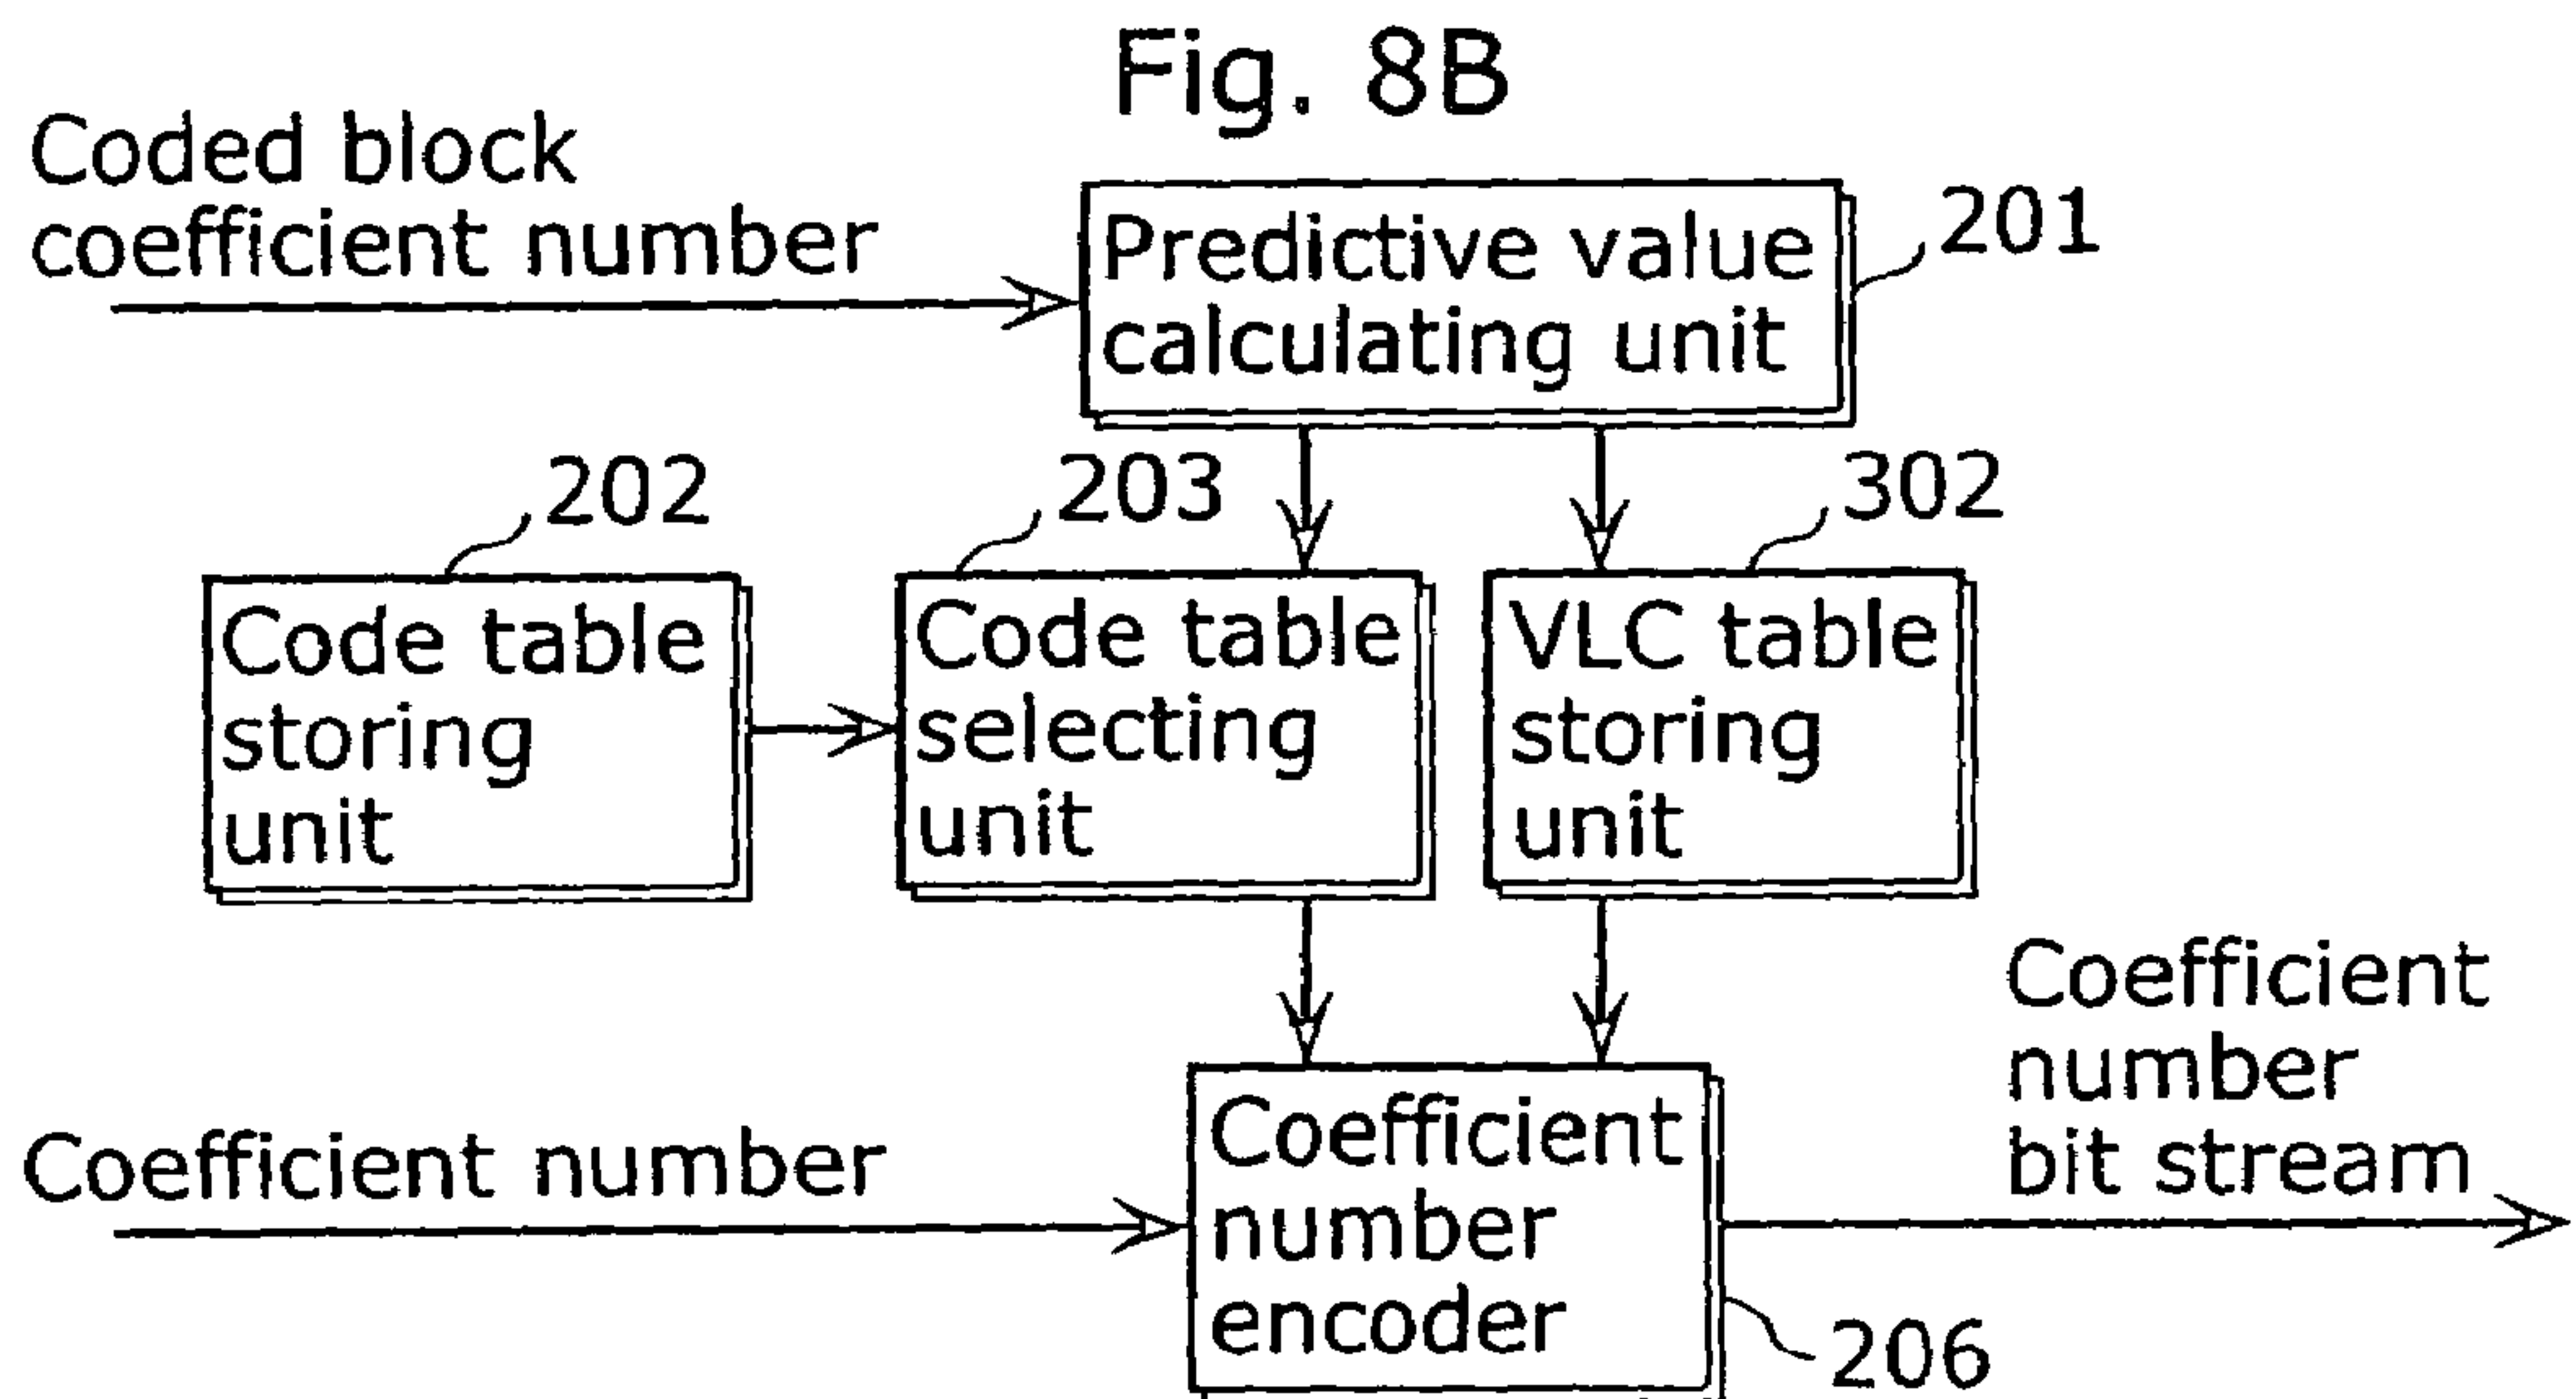 Fig. 8B
Coded block
coefficient number
Predictive value
calculating unit
201
202
203
302
Code table
storing
unit
Code table
selecting
unit
VLC table
storing
unit
Coefficient number
Coefficient
number
encoder
Coefficient
number
bit stream
206